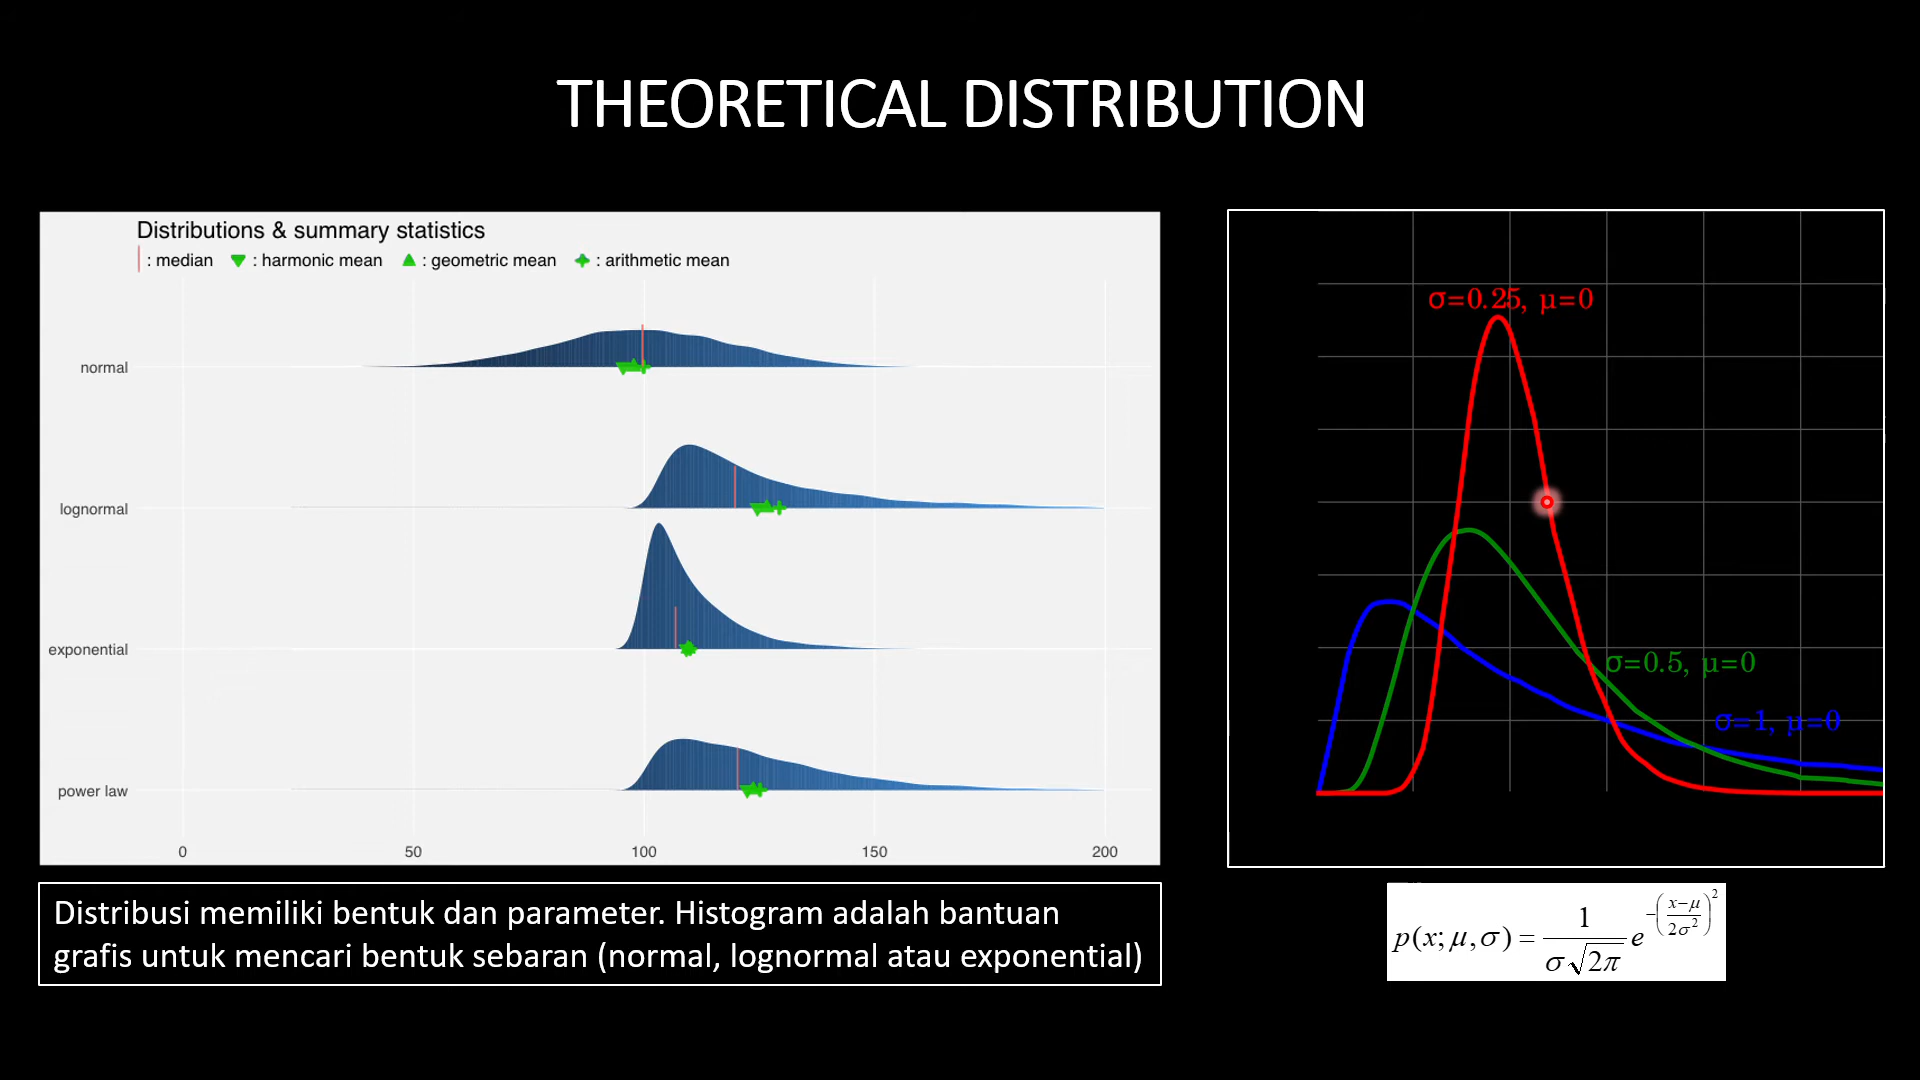 THEORETICAL DISTRIBUTION
Distributions & summary statistics
: median : harmonic mean : geometric mean : arithmetic mean
normal
lognormal
exponential
power law
0 50 100 150 200
σ=0.25, μ=0
σ=0.5, μ=0
σ=1, μ=0
Distribusi memiliki bentuk dan parameter. Histogram adalah bantuan
grafis untuk mencari bentuk sebaran (normal, lognormal atau exponential)
p(x; μ, σ) = 1/(σ√2π) e^−((x−μ)/(2σ²))²